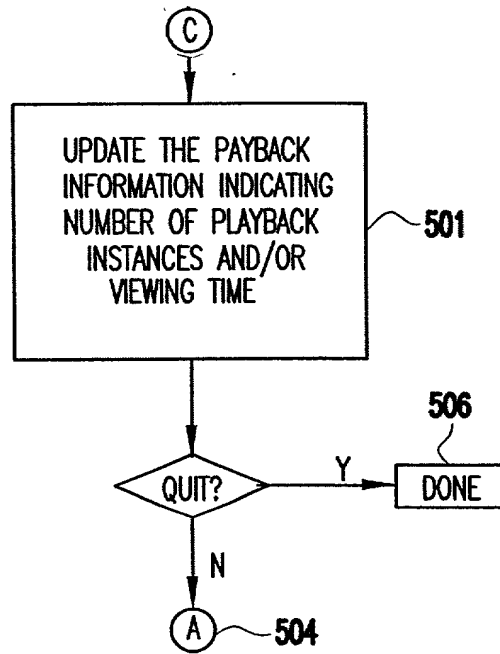 C
UPDATE THE PAYBACK
INFORMATION INDICATING
NUMBER OF PLAYBACK
INSTANCES AND/OR
VIEWING TIME
501
506
QUIT?
Y
DONE
N
A
504